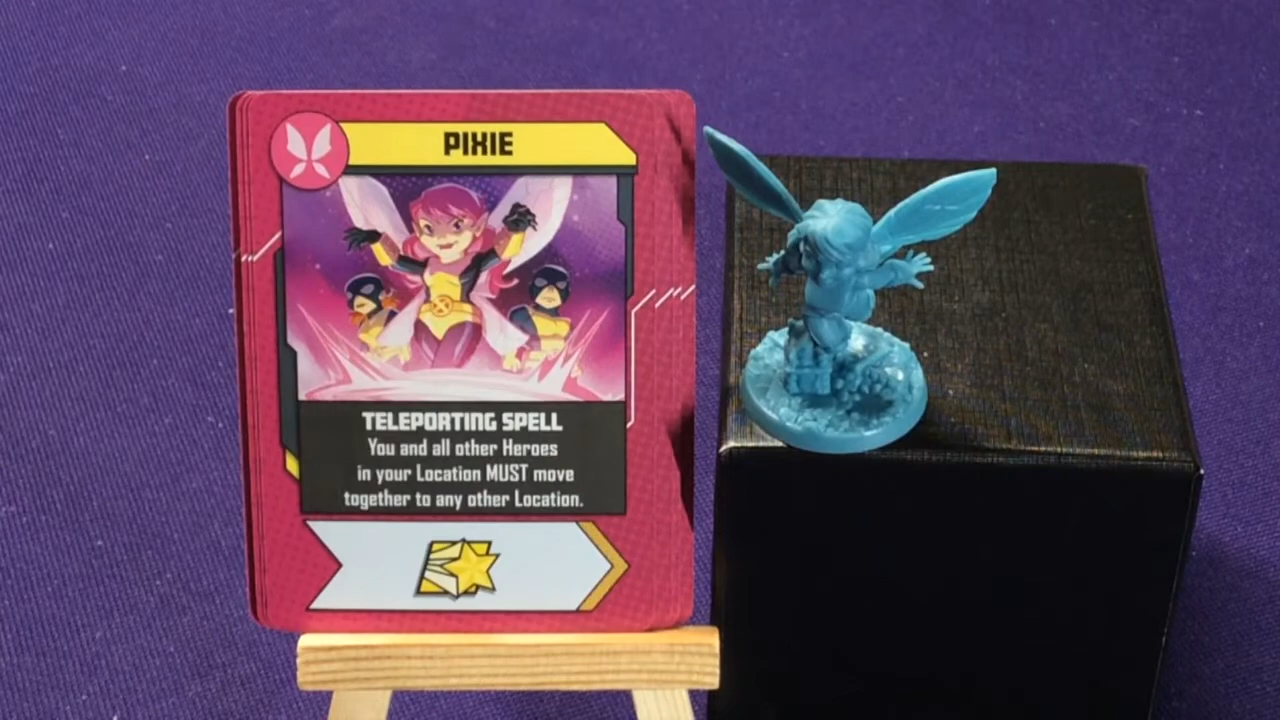 PIXIE
TELEPORTING SPELL
You and all other Heroes
in your Location MUST move
together to any other Location.